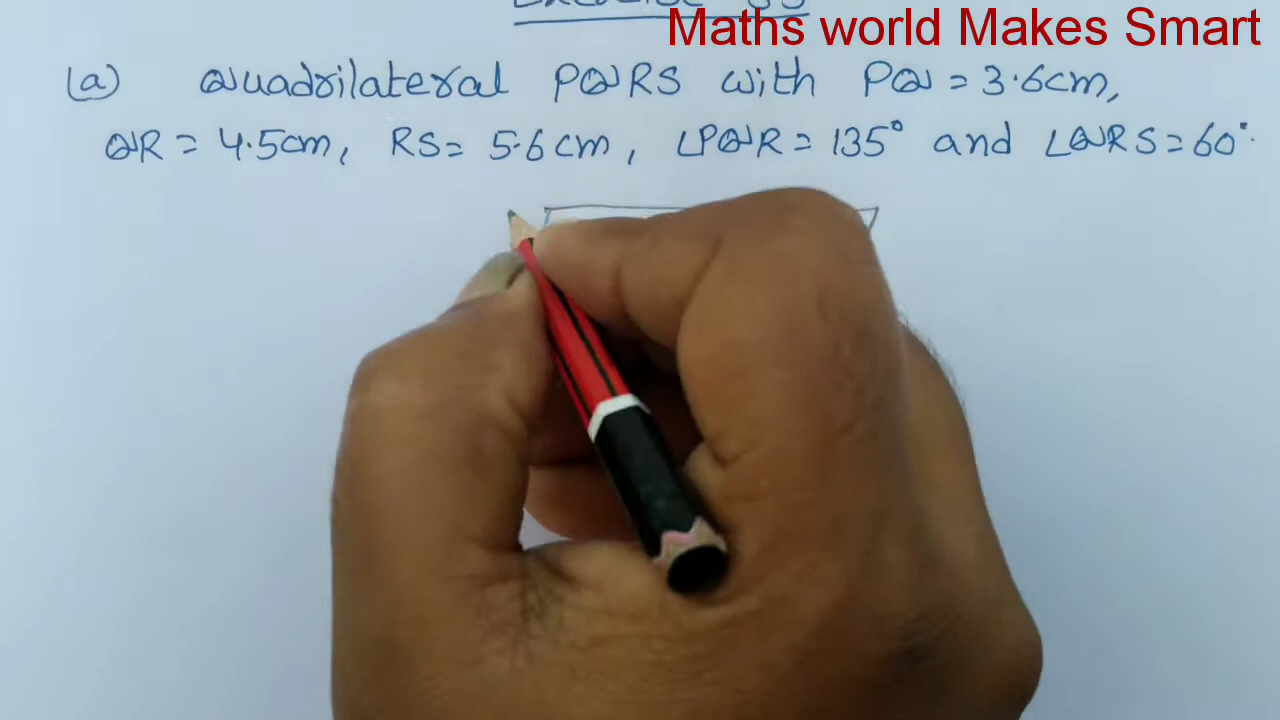 Maths world Makes Smart
(a) Quadrilateral PQRS with PQ = 3.6cm,
QR = 4.5cm, RS = 5.6cm, ∠PQR = 135° and ∠QRS = 60°.